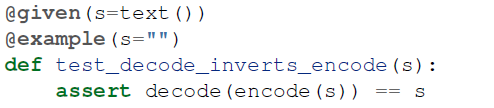 @given(s=text())
@example(s="")
def test_decode_inverts_encode(s):
    assert decode(encode(s)) == s